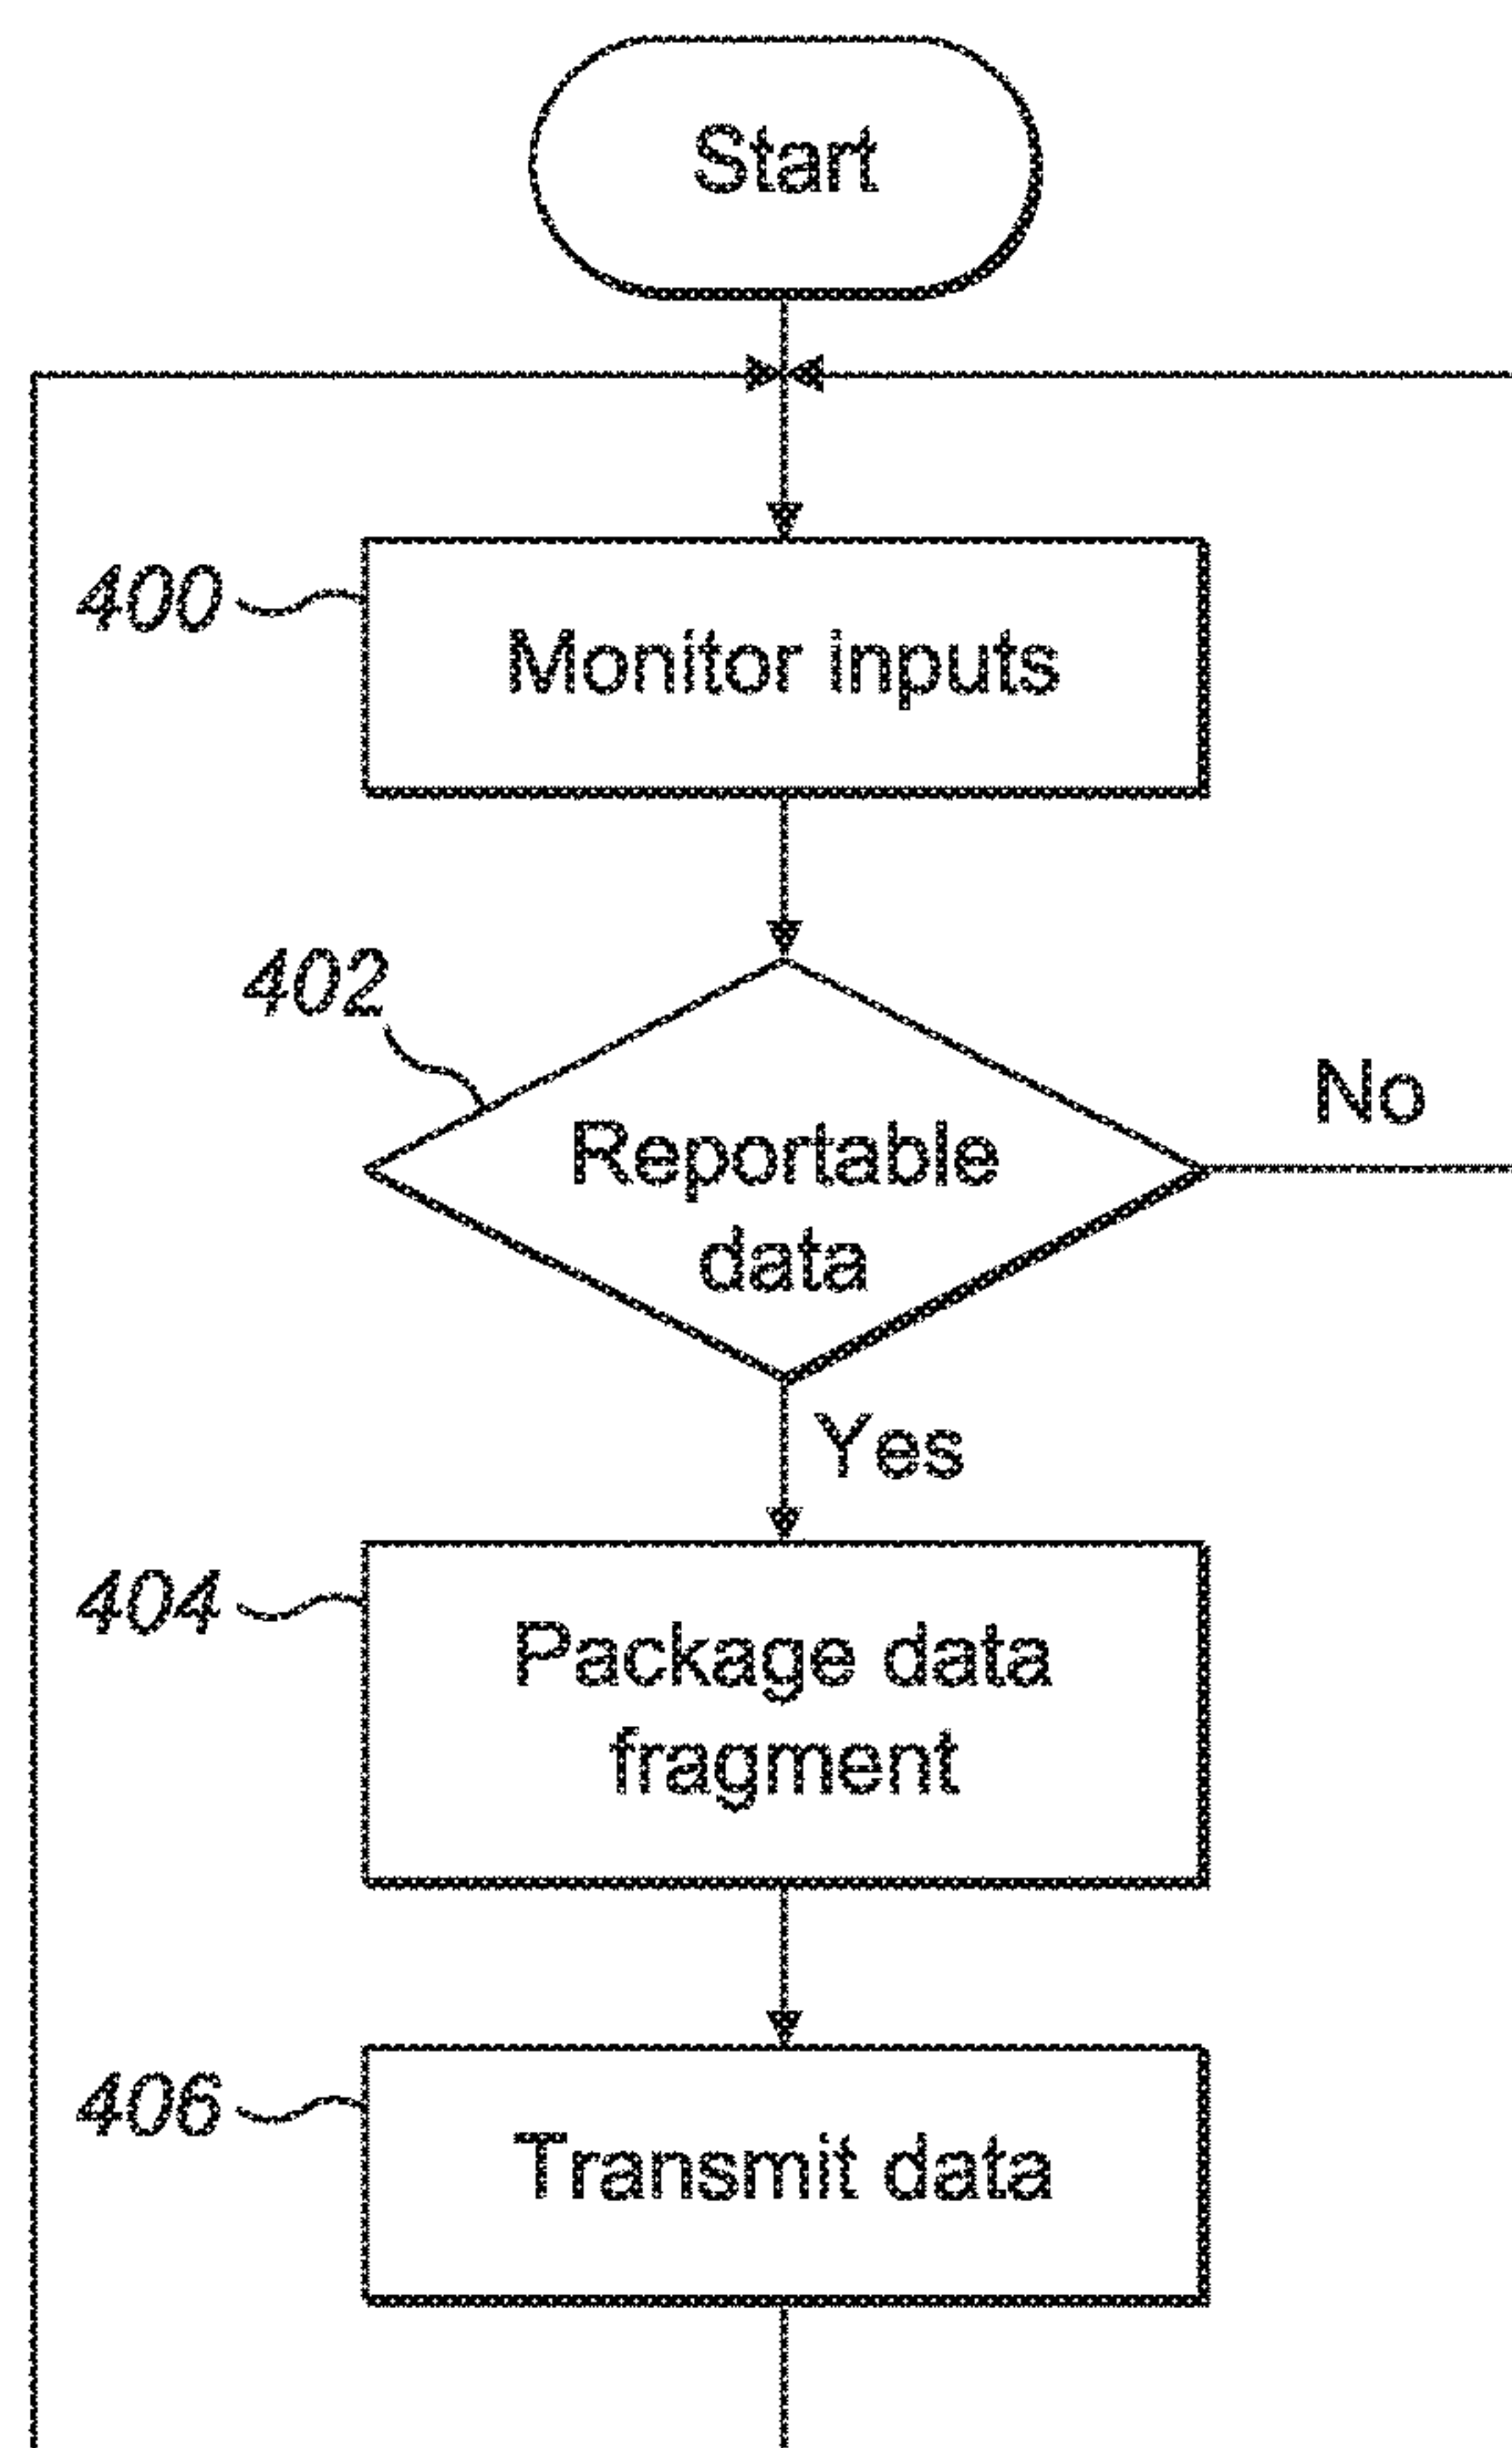 Start
400
Monitor inputs
402
Reportable
data
No
Yes
404
Package data
fragment
406
Transmit data